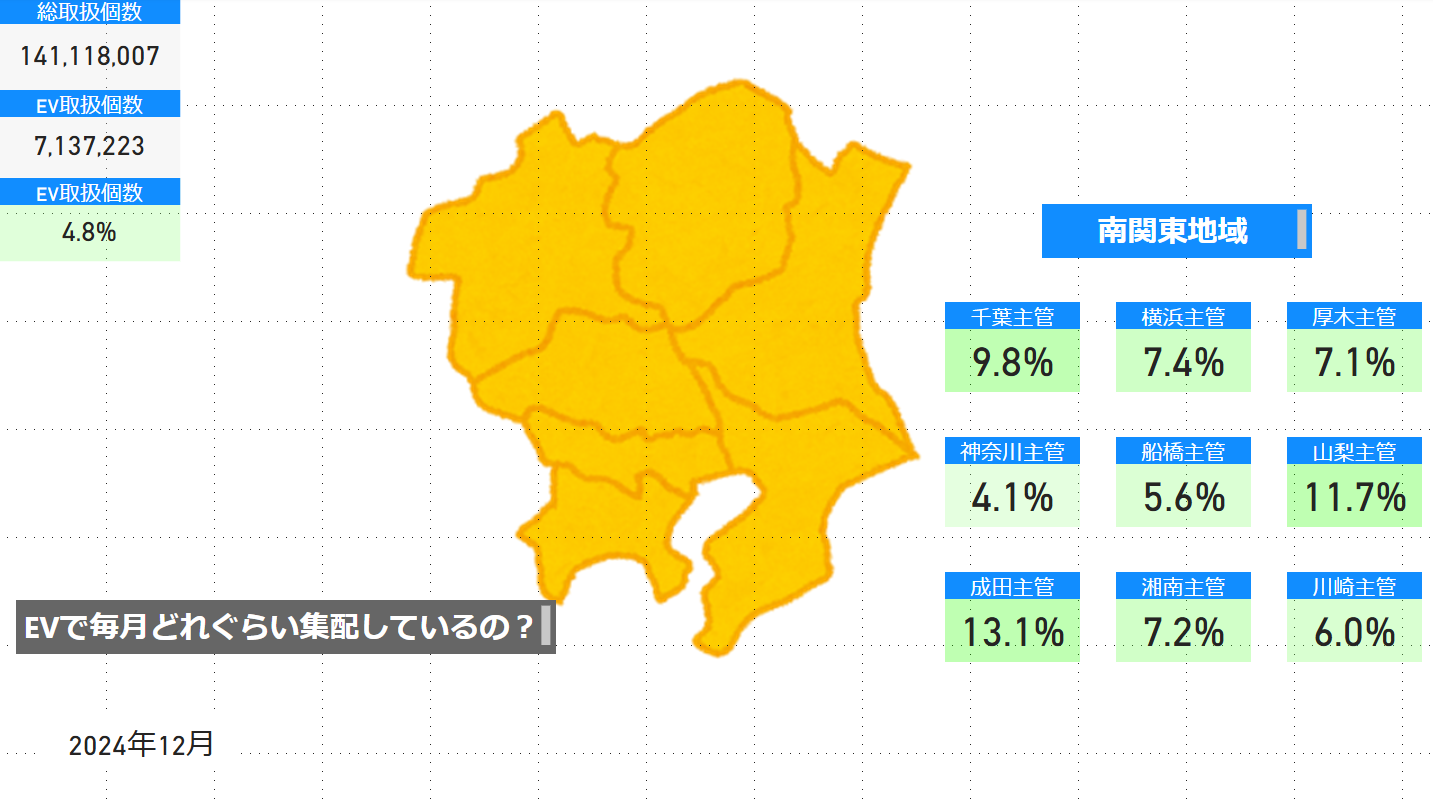 総取扱個数
141,118,007
EV取扱個数
7,137,223
EV取扱個数
4.8%
南関東地域
千葉主管
9.8%
横浜主管
7.4%
厚木主管
7.1%
神奈川主管
4.1%
船橋主管
5.6%
山梨主管
11.7%
成田主管
13.1%
湘南主管
7.2%
川崎主管
6.0%
EVで毎月どれぐらい集配しているの？
2024年12月